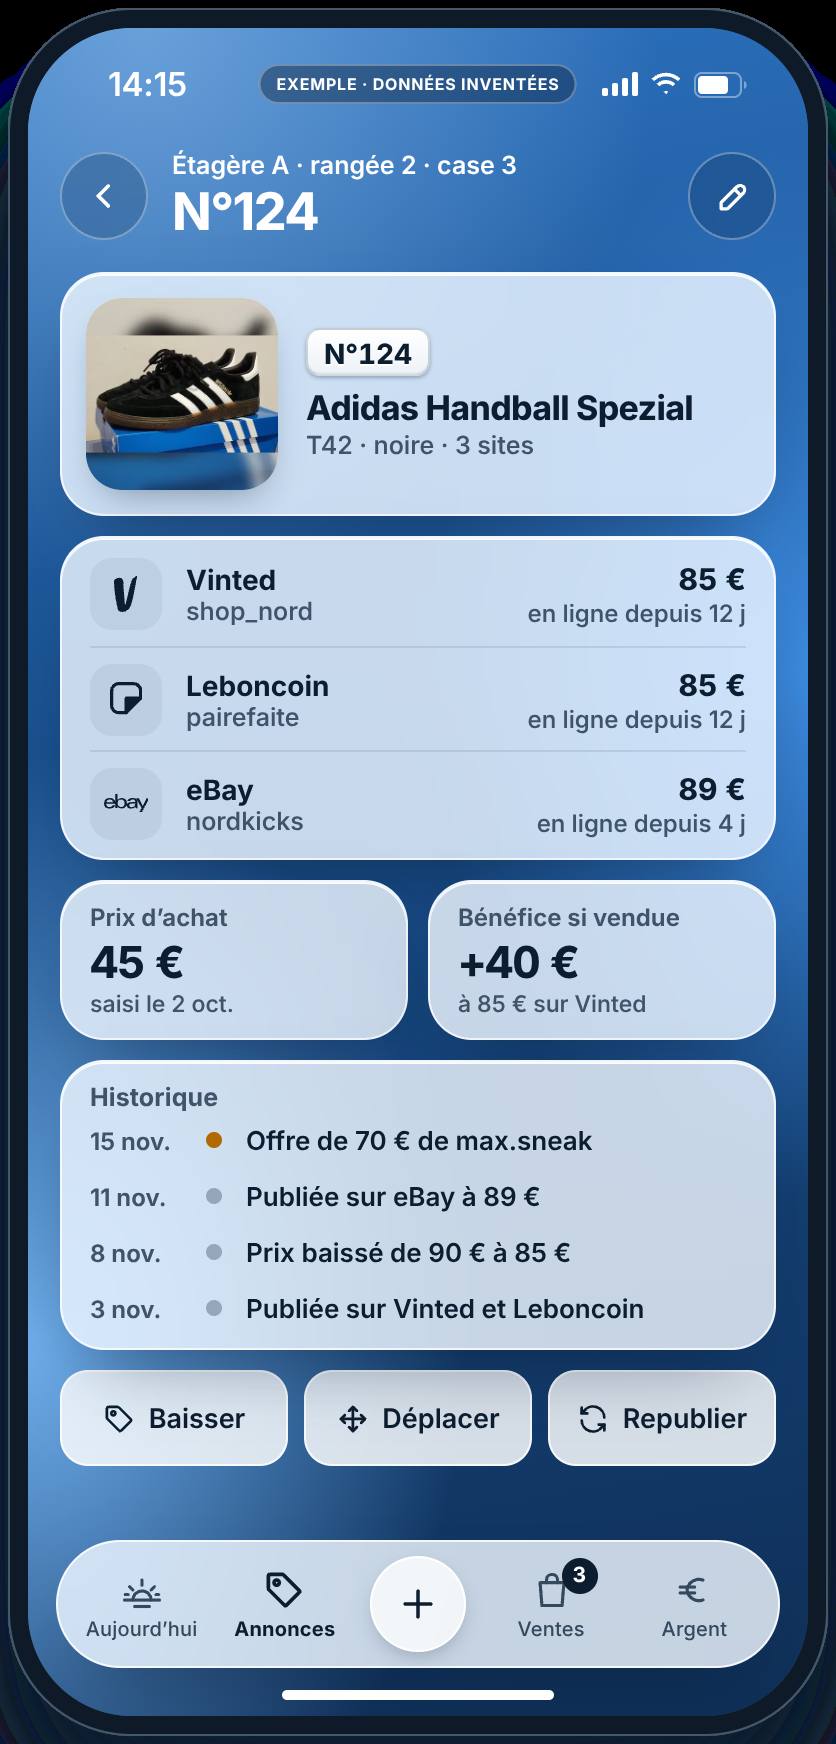 14:15
EXEMPLE · DONNÉES INVENTÉES
Étagère A · rangée 2 · case 3
N°124
N°124
Adidas Handball Spezial
T42 · noire · 3 sites
Vinted
85 €
shop_nord
en ligne depuis 12 j
Leboncoin
85 €
pairefaite
en ligne depuis 12 j
ebay
eBay
89 €
nordkicks
en ligne depuis 4 j
Prix d’achat
45 €
saisi le 2 oct.
Bénéfice si vendue
+40 €
à 85 € sur Vinted
Historique
15 nov. Offre de 70 € de max.sneak
11 nov. Publiée sur eBay à 89 €
8 nov. Prix baissé de 90 € à 85 €
3 nov. Publiée sur Vinted et Leboncoin
Baisser
Déplacer
Republier
Aujourd’hui
Annonces
3
Ventes
Argent